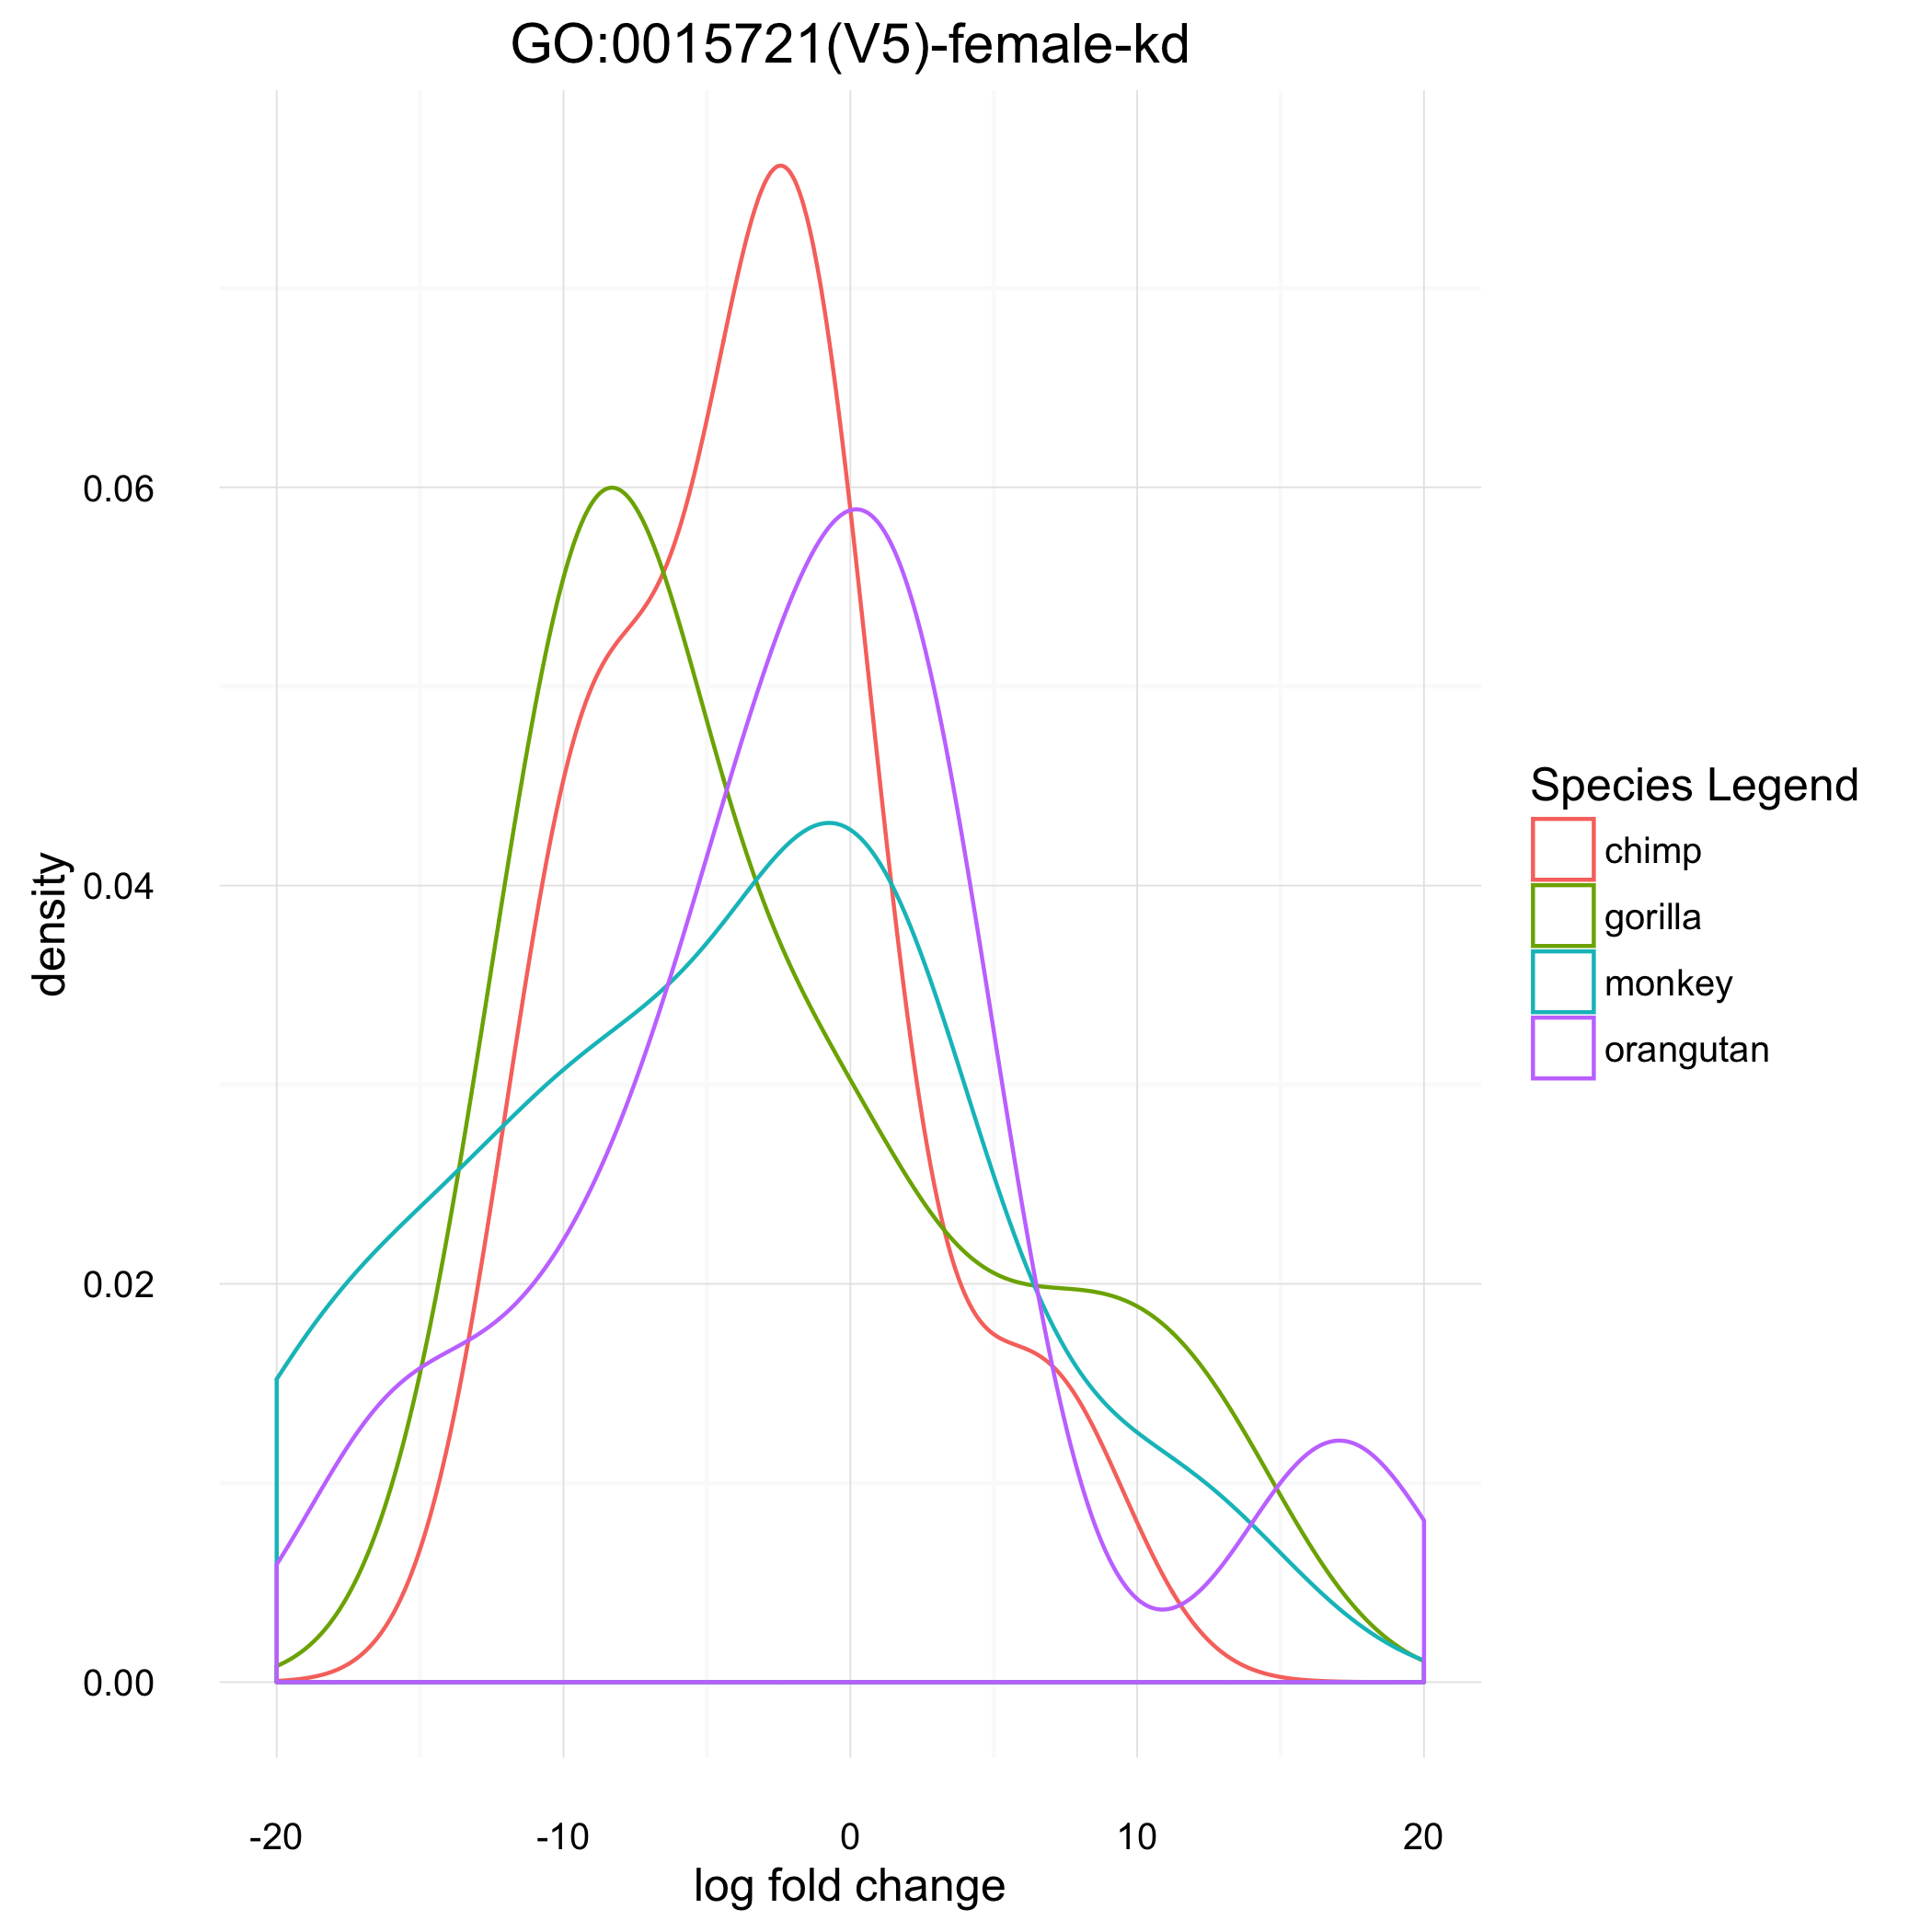 GO:0015721(V5)-female-kd
density
0.06
0.04
0.02
0.00
-20
-10
0
10
20
log fold change
Species Legend
chimp
gorilla
monkey
orangutan